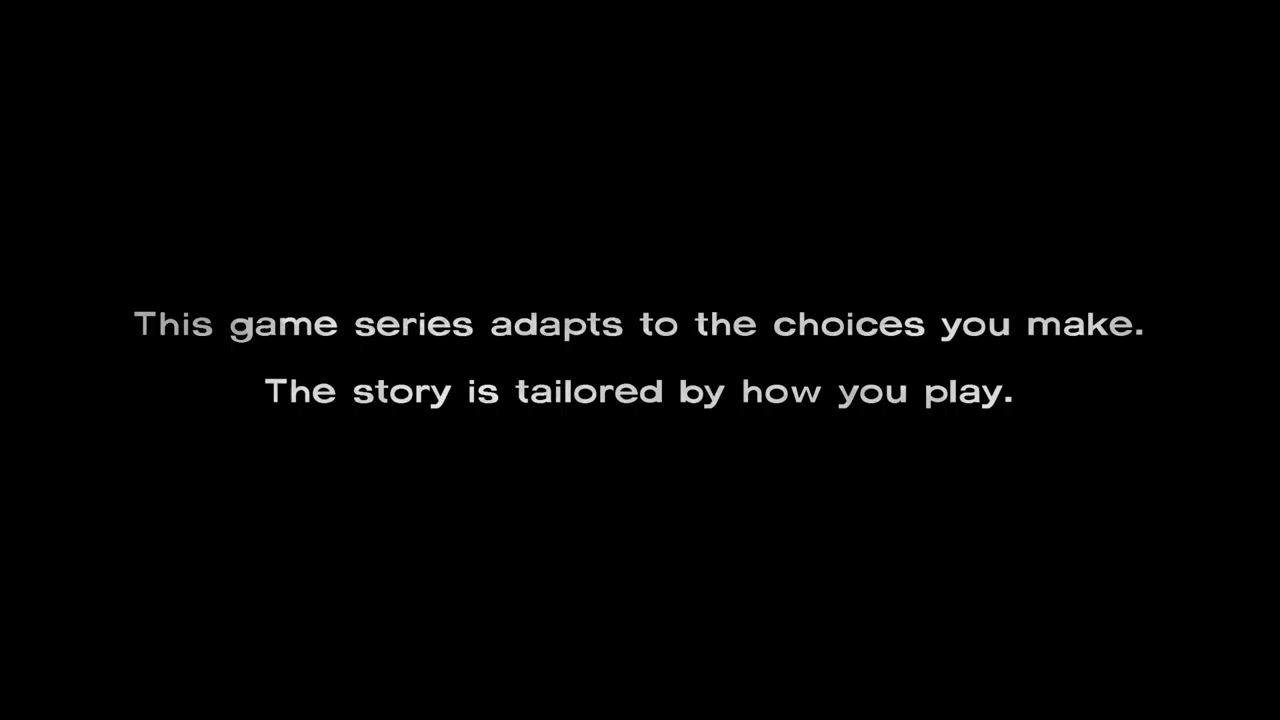 This game series adapts to the choices you make.
The story is tailored by how you play.